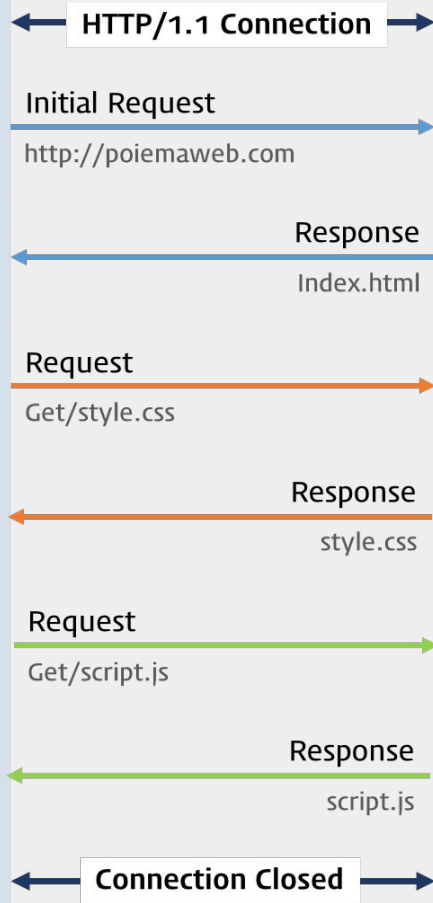 HTTP/1.1 Connection
Initial Request
http://poiemaweb.com
Response
Index.html
Request
Get/style.css
Response
style.css
Request
Get/script.js
Response
script.js
Connection Closed